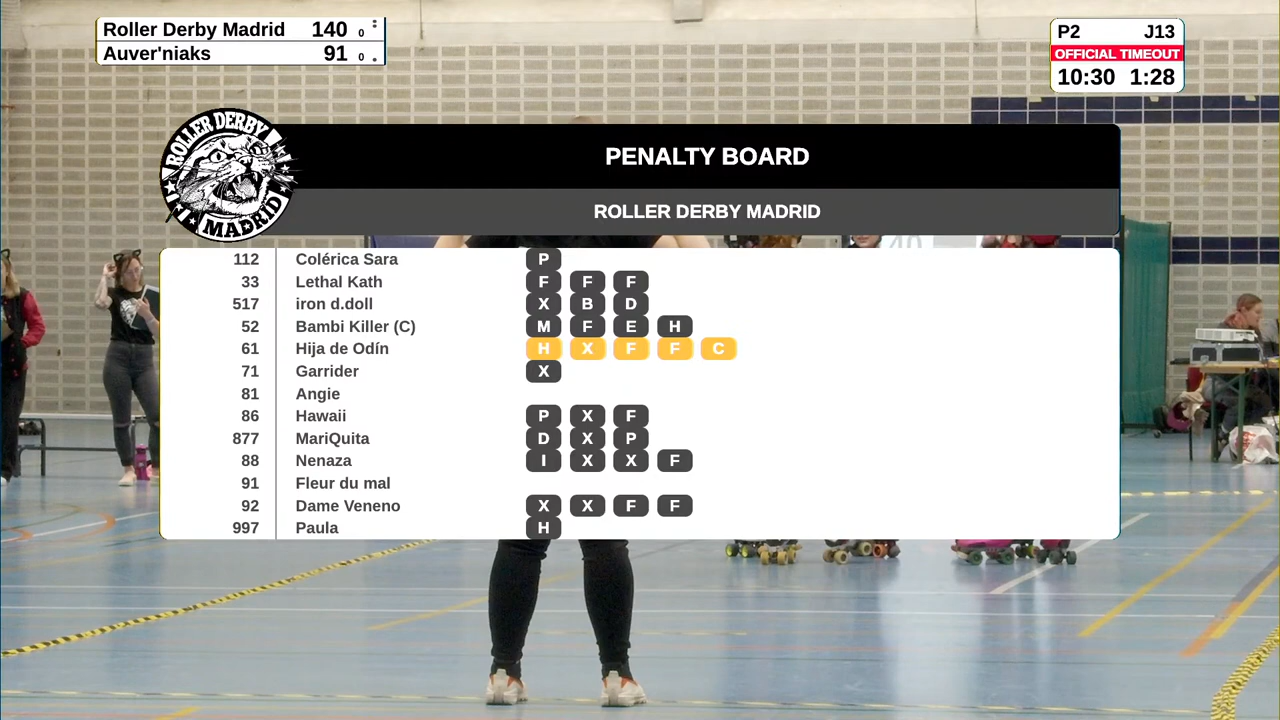 Roller Derby Madrid 140 0
Auver'niaks 91 0
P2 J13
OFFICIAL TIMEOUT
10:30 1:28
ROLLER DERBY
MADRID
PENALTY BOARD
ROLLER DERBY MADRID
112 Colérica Sara P
33 Lethal Kath F F F
517 iron d.doll X B D
52 Bambi Killer (C) M F E H
61 Hija de Odín H X F F C
71 Garrider X
81 Angie
86 Hawaii P X F
877 MariQuita D X P
88 Nenaza I X X F
91 Fleur du mal
92 Dame Veneno X X F F
997 Paula H